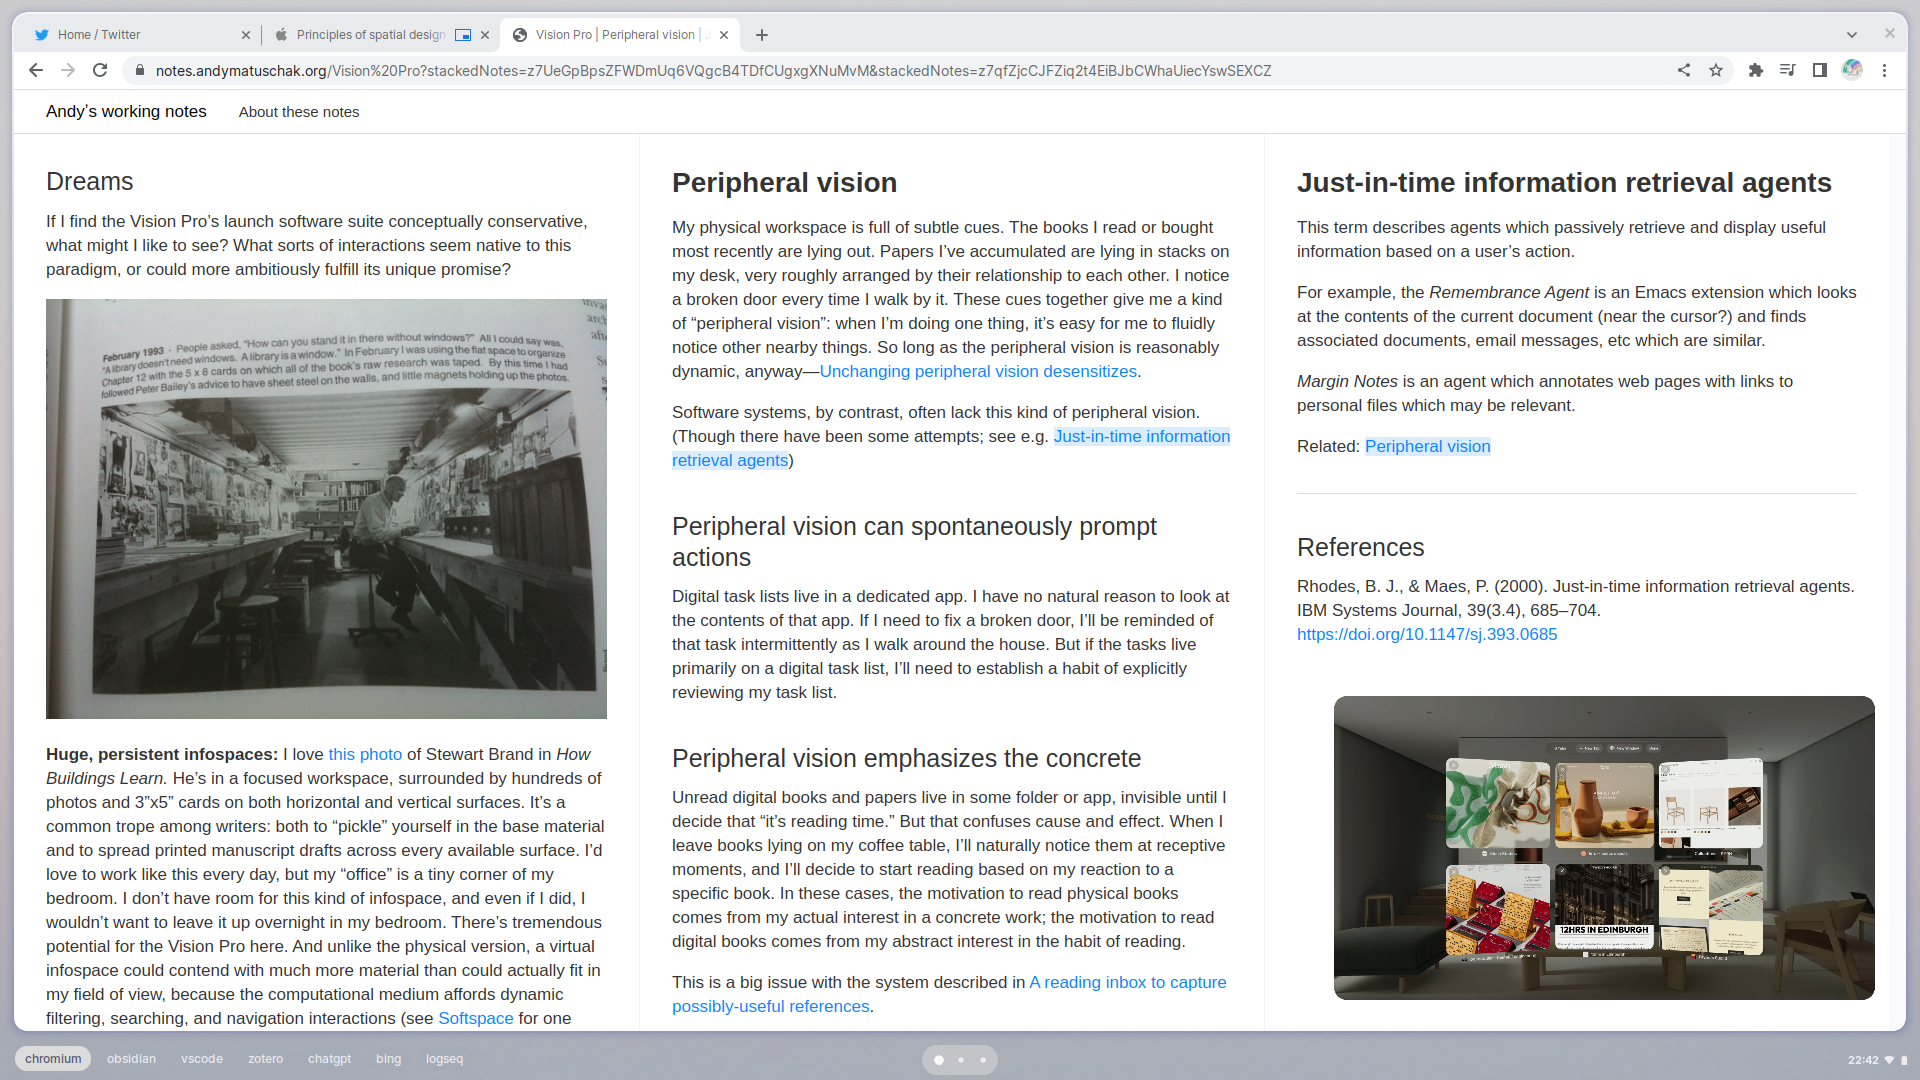 Home / Twitter
Principles of spatial design
Vision Pro | Peripheral vision |
notes.andymatuschak.org/Vision%20Pro?stackedNotes=z7UeGpBpsZFWDmUq6VQgcB4TDfCUgxgXNuMvM&stackedNotes=z7qfZjcCJFZiq2t4EiBJbCWhaUiecYswSEXCZ
Andy's working notes
About these notes
Dreams
If I find the Vision Pro’s launch software suite conceptually conservative,
what might I like to see? What sorts of interactions seem native to this
paradigm, or could more ambitiously fulfill its unique promise?
February 1993 - People asked, "How can you stand it in there without windows?" All I could say was,
"A library doesn't need windows. A library is a window." In February I was using the flat space to organize
Chapter 12 with the 5 x 8 cards on which all of the book's raw research was taped. By this time I had
followed Peter Bailey's advice to have sheet steel on the walls, and little magnets holding up the photos.
Huge, persistent infospaces: I love this photo of Stewart Brand in How
Buildings Learn. He’s in a focused workspace, surrounded by hundreds of
photos and 3”x5” cards on both horizontal and vertical surfaces. It’s a
common trope among writers: both to “pickle” yourself in the base material
and to spread printed manuscript drafts across every available surface. I’d
love to work like this every day, but my “office” is a tiny corner of my
bedroom. I don’t have room for this kind of infospace, and even if I did, I
wouldn’t want to leave it up overnight in my bedroom. There’s tremendous
potential for the Vision Pro here. And unlike the physical version, a virtual
infospace could contend with much more material than could actually fit in
my field of view, because the computational medium affords dynamic
filtering, searching, and navigation interactions (see Softspace for one
Peripheral vision
My physical workspace is full of subtle cues. The books I read or bought
most recently are lying out. Papers I’ve accumulated are lying in stacks on
my desk, very roughly arranged by their relationship to each other. I notice
a broken door every time I walk by it. These cues together give me a kind
of “peripheral vision”: when I’m doing one thing, it’s easy for me to fluidly
notice other nearby things. So long as the peripheral vision is reasonably
dynamic, anyway—Unchanging peripheral vision desensitizes.
Software systems, by contrast, often lack this kind of peripheral vision.
(Though there have been some attempts; see e.g. Just-in-time information
retrieval agents)
Peripheral vision can spontaneously prompt
actions
Digital task lists live in a dedicated app. I have no natural reason to look at
the contents of that app. If I need to fix a broken door, I’ll be reminded of
that task intermittently as I walk around the house. But if the tasks live
primarily on a digital task list, I’ll need to establish a habit of explicitly
reviewing my task list.
Peripheral vision emphasizes the concrete
Unread digital books and papers live in some folder or app, invisible until I
decide that “it’s reading time.” But that confuses cause and effect. When I
leave books lying on my coffee table, I’ll naturally notice them at receptive
moments, and I’ll decide to start reading based on my reaction to a
specific book. In these cases, the motivation to read physical books
comes from my actual interest in a concrete work; the motivation to read
digital books comes from my abstract interest in the habit of reading.
This is a big issue with the system described in A reading inbox to capture
possibly-useful references.
Just-in-time information retrieval agents
This term describes agents which passively retrieve and display useful
information based on a user’s action.
For example, the Remembrance Agent is an Emacs extension which looks
at the contents of the current document (near the cursor?) and finds
associated documents, email messages, etc which are similar.
Margin Notes is an agent which annotates web pages with links to
personal files which may be relevant.
Related: Peripheral vision
References
Rhodes, B. J., & Maes, P. (2000). Just-in-time information retrieval agents.
IBM Systems Journal, 39(3.4), 685–704.
https://doi.org/10.1147/sj.393.0685
New Tab
New Window
Done
12HRS IN EDINBURGH
chromium
obsidian
vscode
zotero
chatgpt
bing
logseq
22:42